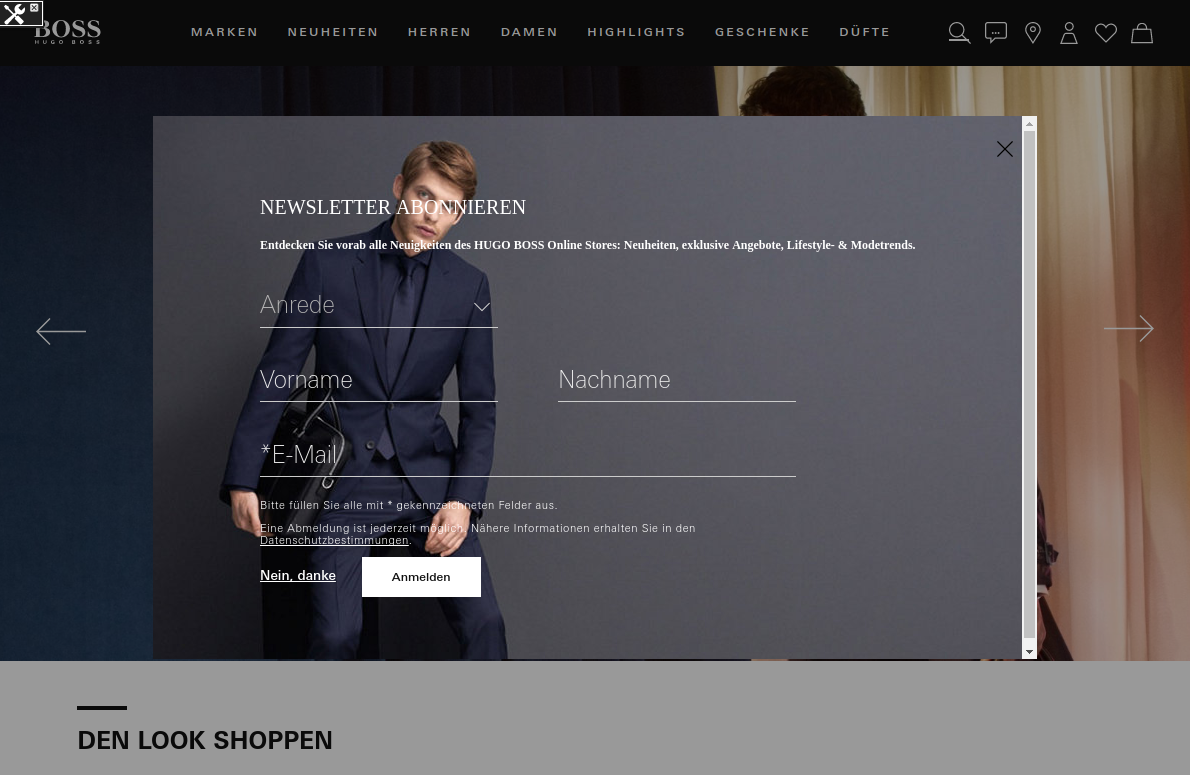 BOSS
HUGO BOSS
MARKEN NEUHEITEN HERREN DAMEN HIGHLIGHTS GESCHENKE DÜFTE
NEWSLETTER ABONNIEREN
Entdecken Sie vorab alle Neuigkeiten des HUGO BOSS Online Stores: Neuheiten, exklusive Angebote, Lifestyle- & Modetrends.
Anrede
Vorname Nachname
*E-Mail
Bitte füllen Sie alle mit * gekennzeichneten Felder aus.
Eine Abmeldung ist jederzeit möglich. Nähere Informationen erhalten Sie in den
Datenschutzbestimmungen.
Nein, danke Anmelden
DEN LOOK SHOPPEN